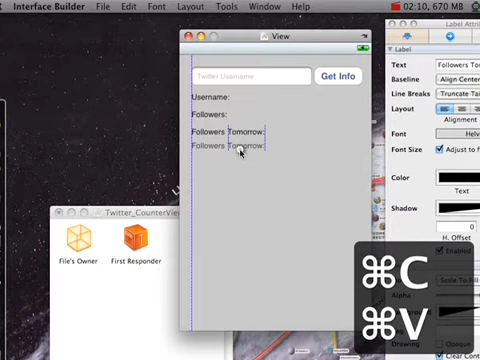 Interface Builder File Edit Font Layout Tools Window Help 02:10, 670 MB
View
Label Attri
Label
Twitter Username
Get Info
Text Followers To
Username:
Baseline Align Center
Line Breaks Truncate Tai
Followers:
Layout
Alignment
Followers Tomorrow:
Font Helv
Followers Tomorrow:
Font Size Adjust to f
Color
Text
Shadow
0
H. Offset
Twitter_CounterView
Enabled
File's Owner First Responder
Scale To Fill
Alpha
⌘C
⌘V
Drawing Opaque
Clear Cont